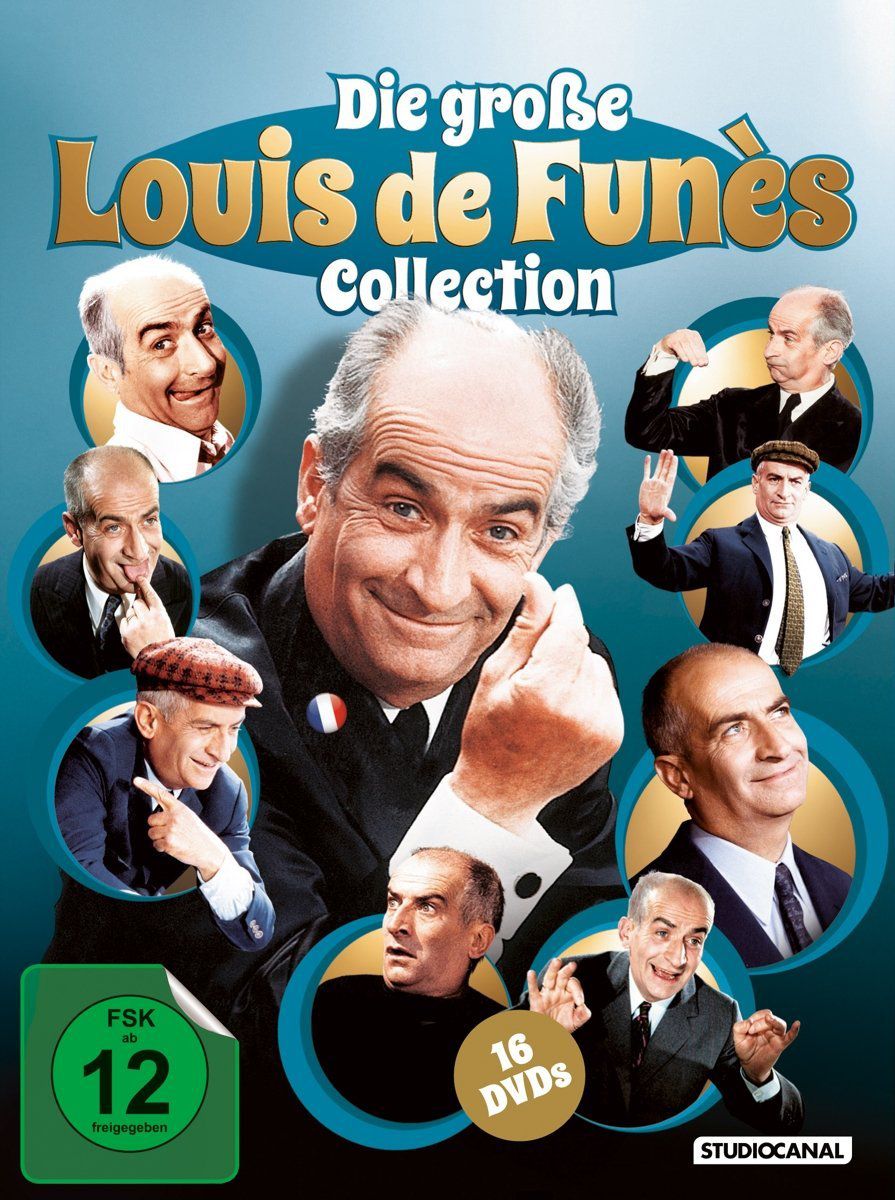 Die große
Louis de Funès
Collection
16
DVDs
FSK
ab
12
freigegeben
STUDIOCANAL